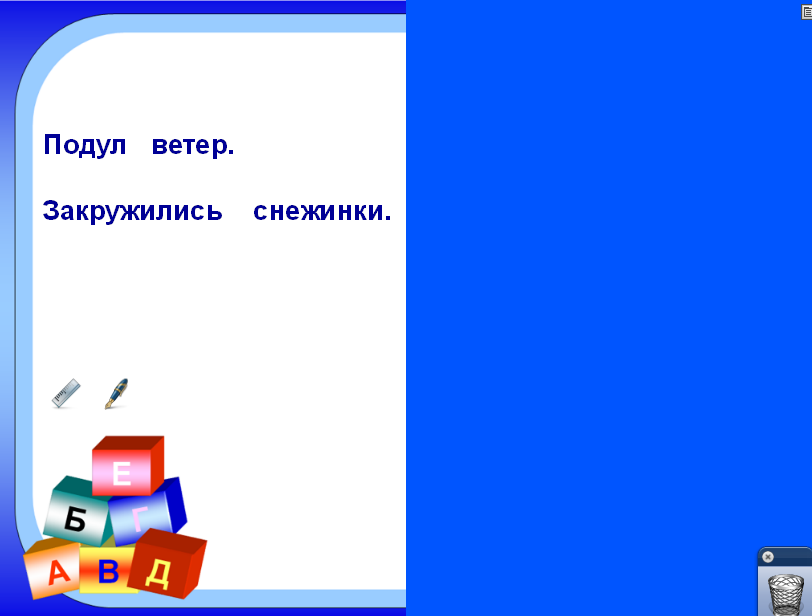 Подул ветер.
Закружились снежинки.
Е
Б Г
А В Д